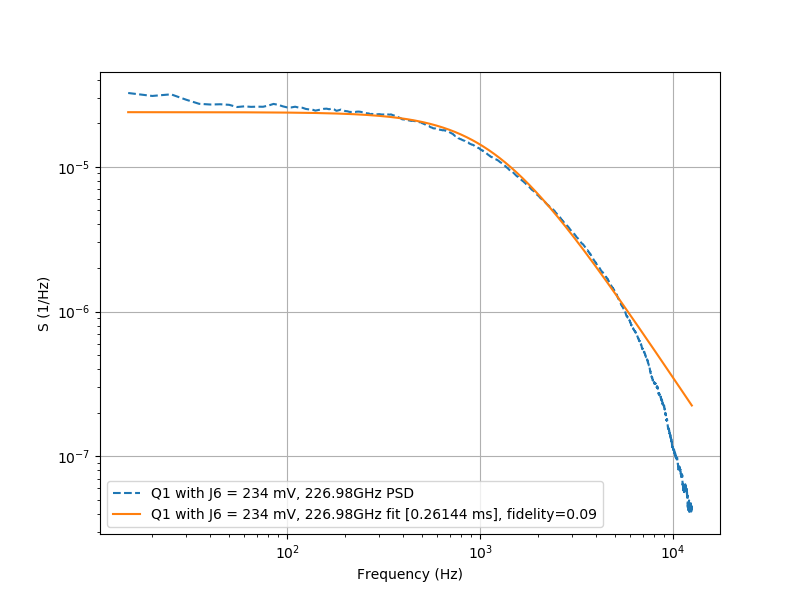 10⁻⁵
10⁻⁶
10⁻⁷
S (1/Hz)
Q1 with J6 = 234 mV, 226.98GHz PSD
Q1 with J6 = 234 mV, 226.98GHz fit [0.26144 ms], fidelity=0.09
10² 10³ 10⁴
Frequency (Hz)